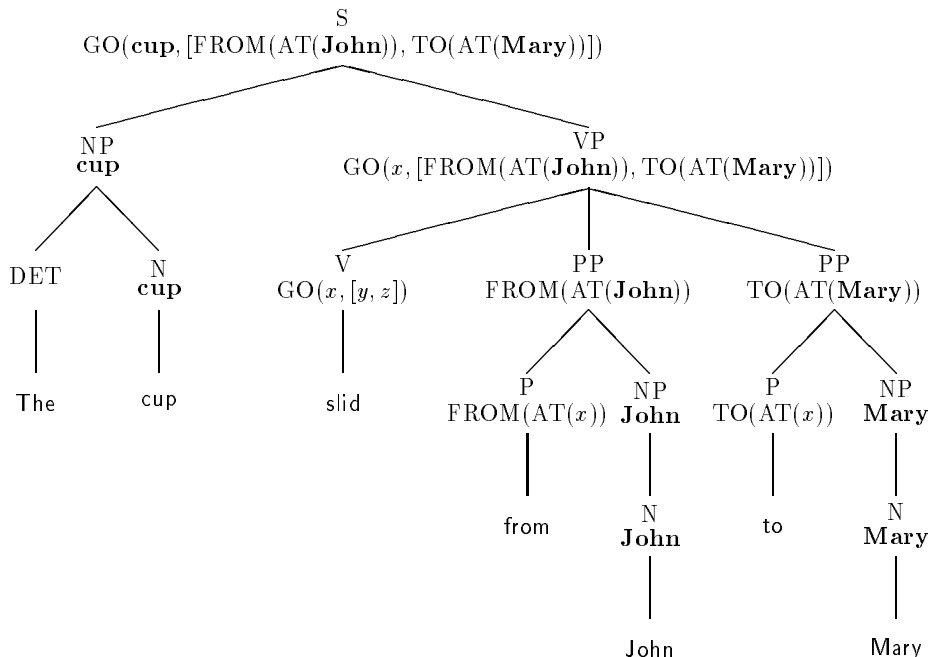 S
GO(cup, [FROM(AT(John)), TO(AT(Mary))])
NP VP
cup GO(x, [FROM(AT(John)), TO(AT(Mary))])
DET N V PP PP
cup GO(x, [y, z]) FROM(AT(John)) TO(AT(Mary))
The cup slid P NP P NP
FROM(AT(x)) John TO(AT(x)) Mary
from N to N
John Mary
John Mary